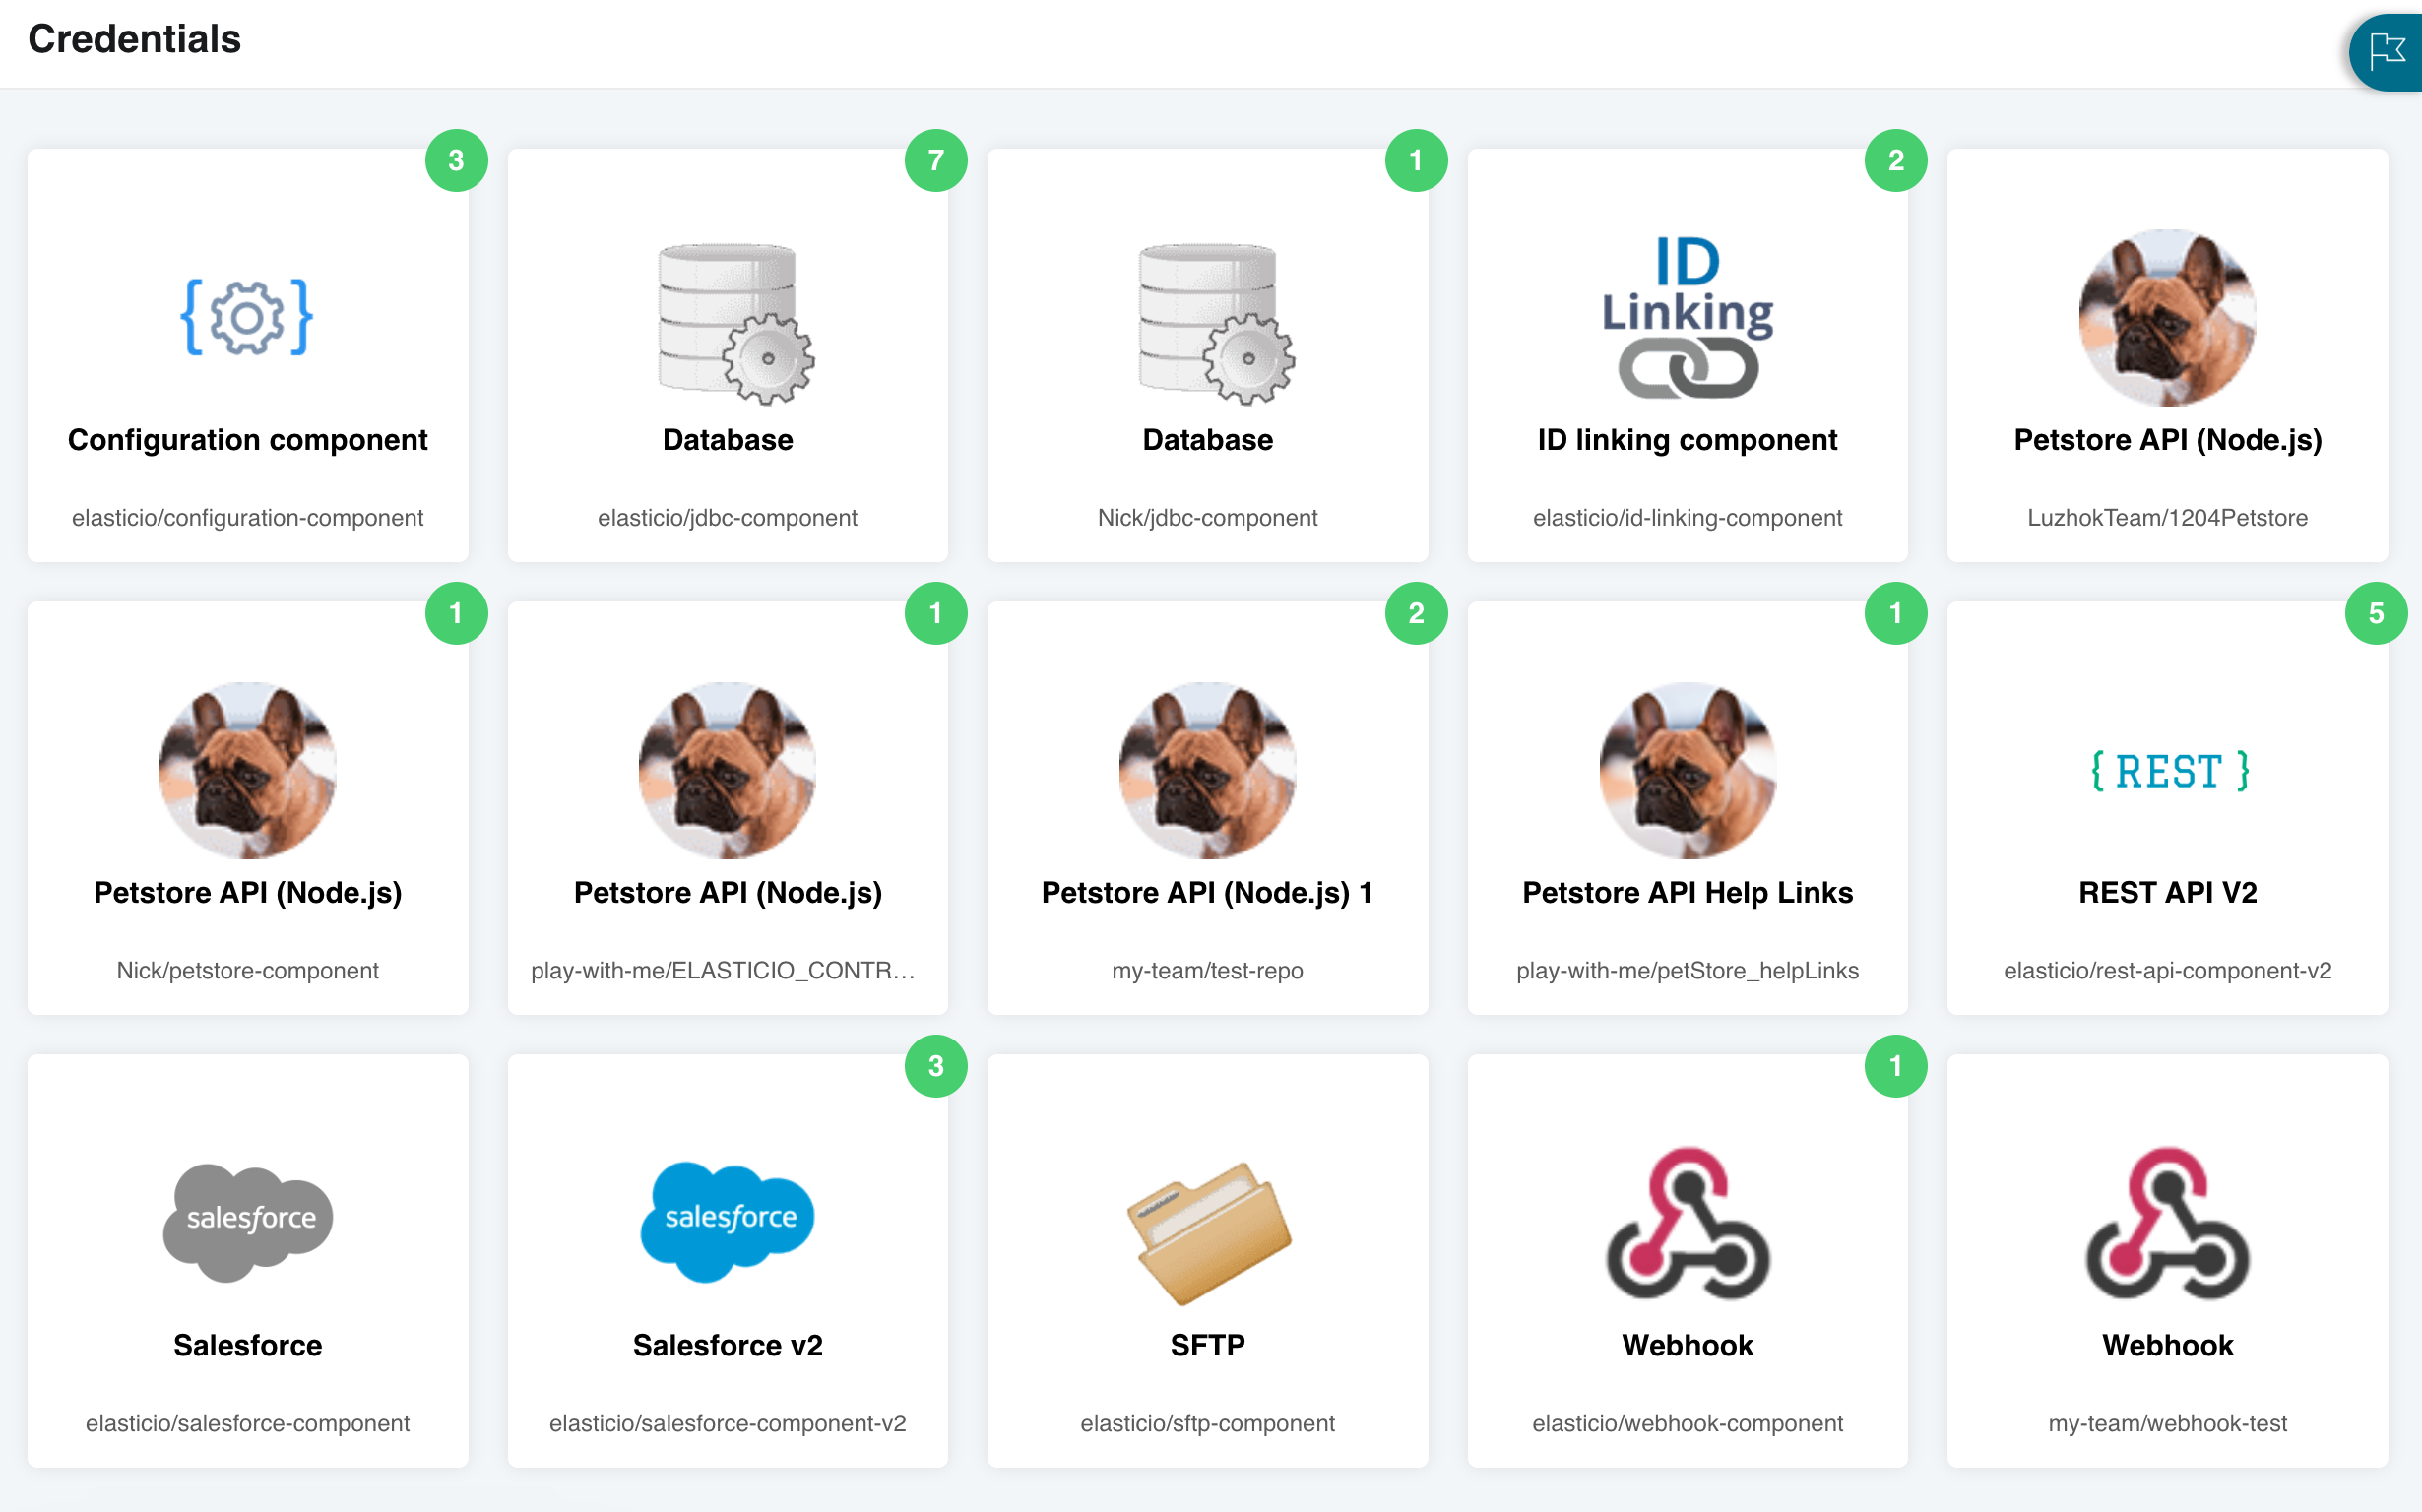 Credentials
3
7
1
2
ID
Linking
Configuration component
Database
Database
ID linking component
Petstore API (Node.js)
elasticio/configuration-component
elasticio/jdbc-component
Nick/jdbc-component
elasticio/id-linking-component
LuzhokTeam/1204Petstore
1
1
2
1
5
{ REST }
Petstore API (Node.js)
Petstore API (Node.js)
Petstore API (Node.js) 1
Petstore API Help Links
REST API V2
Nick/petstore-component
play-with-me/ELASTICIO_CONTR...
my-team/test-repo
play-with-me/petStore_helpLinks
elasticio/rest-api-component-v2
3
1
salesforce
salesforce
Salesforce
Salesforce v2
SFTP
Webhook
Webhook
elasticio/salesforce-component
elasticio/salesforce-component-v2
elasticio/sftp-component
elasticio/webhook-component
my-team/webhook-test